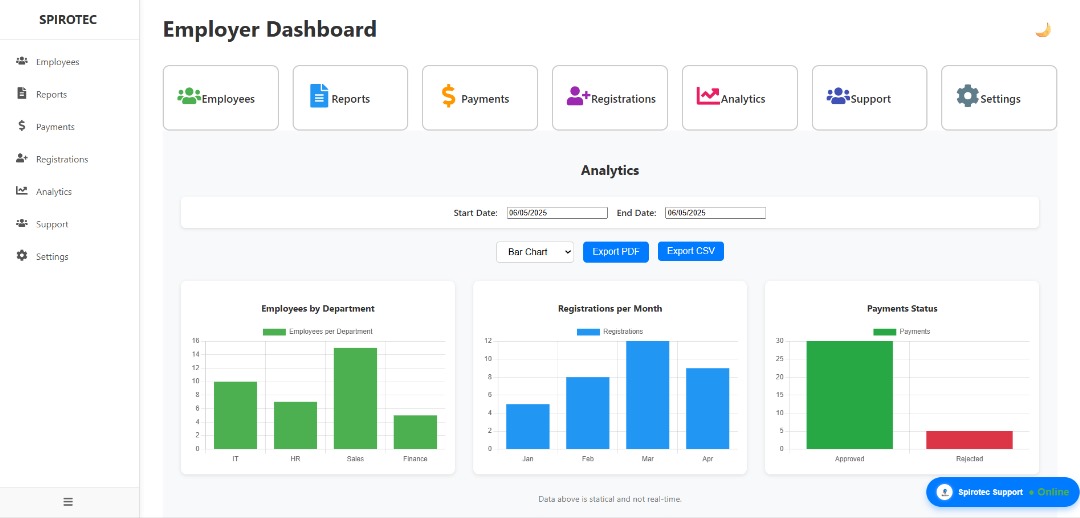 SPIROTEC
Employees
Reports
Payments
Registrations
Analytics
Support
Settings
Employer Dashboard
Employees
Reports
Payments
Registrations
Analytics
Support
Settings
Analytics
Start Date: 06/05/2025 End Date: 06/05/2025
Bar Chart Export PDF Export CSV
Employees by Department
Employees per Department
16
14
12
10
8
6
4
2
0
IT HR Sales Finance
Registrations per Month
Registrations
12
10
8
6
4
2
0
Jan Feb Mar Apr
Payments Status
Payments
30
25
20
15
10
5
0
Approved Rejected
Data above is statical and not real-time.
Spirotec Support • Online